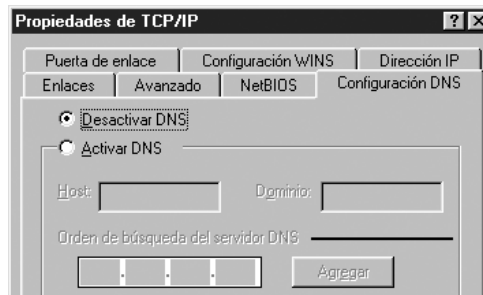 Propiedades de TCP/IP
Puerta de enlace Configuración WINS Dirección IP
Enlaces Avanzado NetBIOS Configuración DNS
Desactivar DNS
Activar DNS
Host: Dominio:
Orden de búsqueda del servidor DNS
Agregar